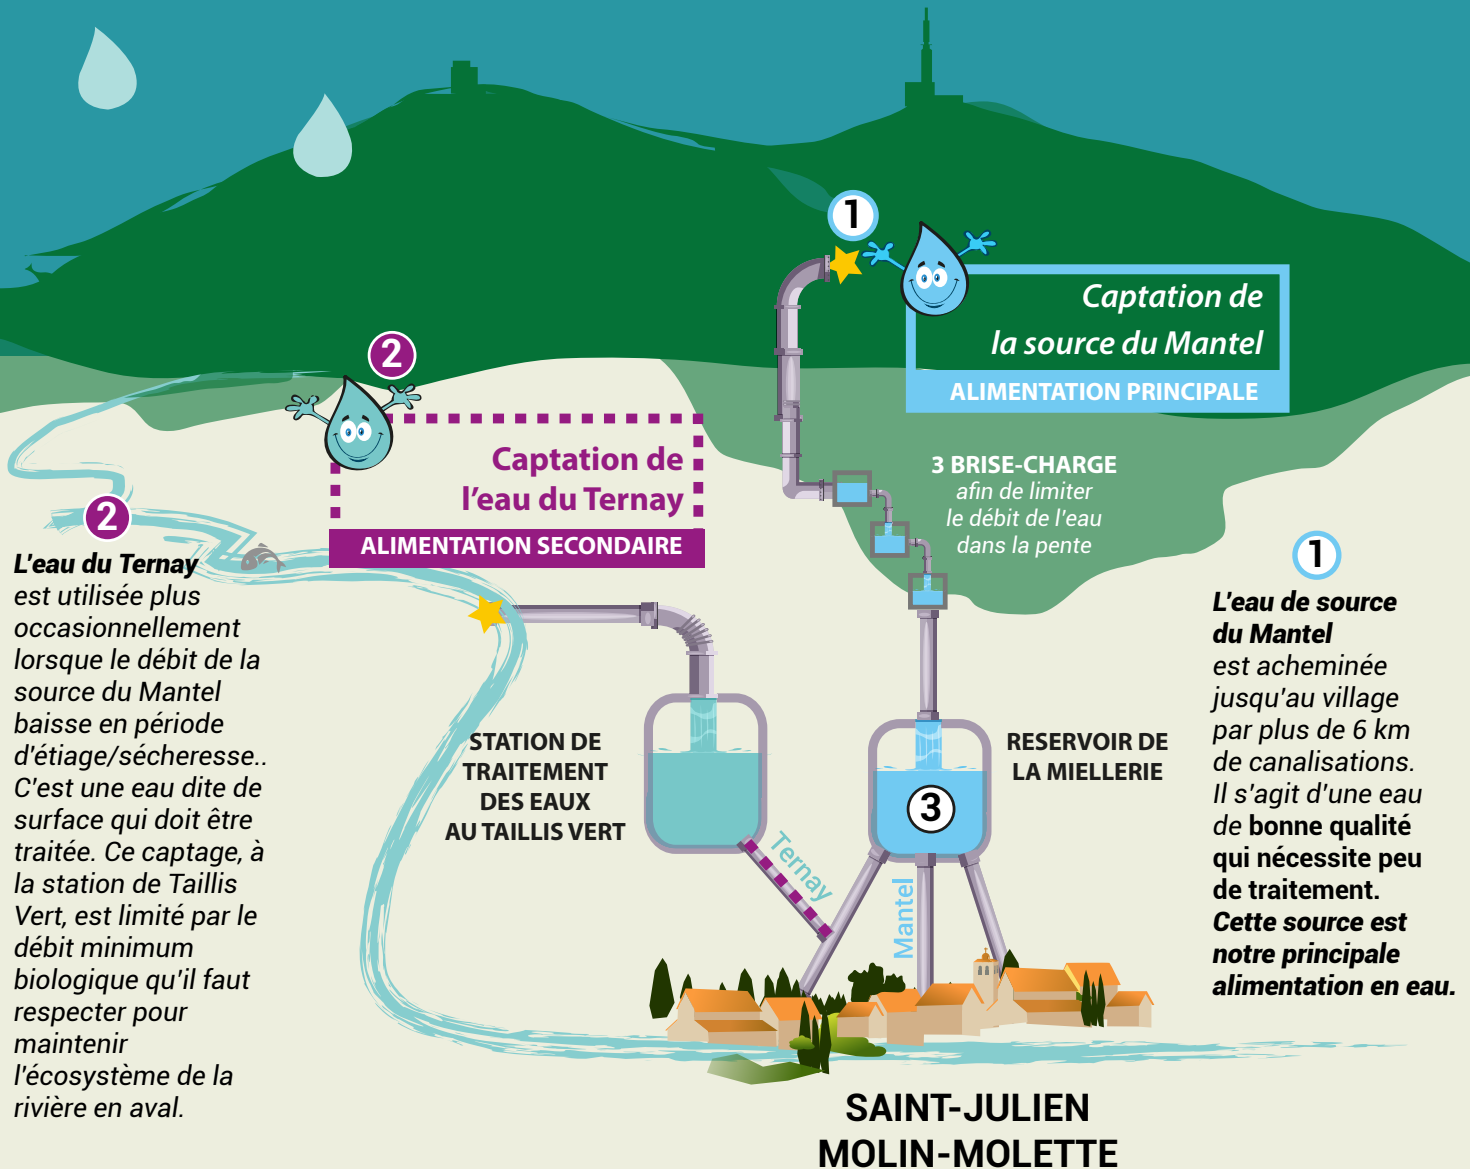 1
Captation de
la source du Mantel
ALIMENTATION PRINCIPALE
2
Captation de
l'eau du Ternay
ALIMENTATION SECONDAIRE
3 BRISE-CHARGE
afin de limiter
le débit de l'eau
dans la pente
2
L'eau du Ternay
est utilisée plus
occasionnellement
lorsque le débit de la
source du Mantel
baisse en période
d'étiage/sécheresse..
C'est une eau dite de
surface qui doit être
traitée. Ce captage, à
la station de Taillis
Vert, est limité par le
débit minimum
biologique qu'il faut
respecter pour
maintenir
l'écosystème de la
rivière en aval.
1
L'eau de source
du Mantel
est acheminée
jusqu'au village
par plus de 6 km
de canalisations.
Il s'agit d'une eau
de bonne qualité
qui nécessite peu
de traitement.
Cette source est
notre principale
alimentation en eau.
STATION DE
TRAITEMENT
DES EAUX
AU TAILLIS VERT
RESERVOIR DE
LA MIELLERIE
3
Ternay
Mantel
SAINT-JULIEN
MOLIN-MOLETTE